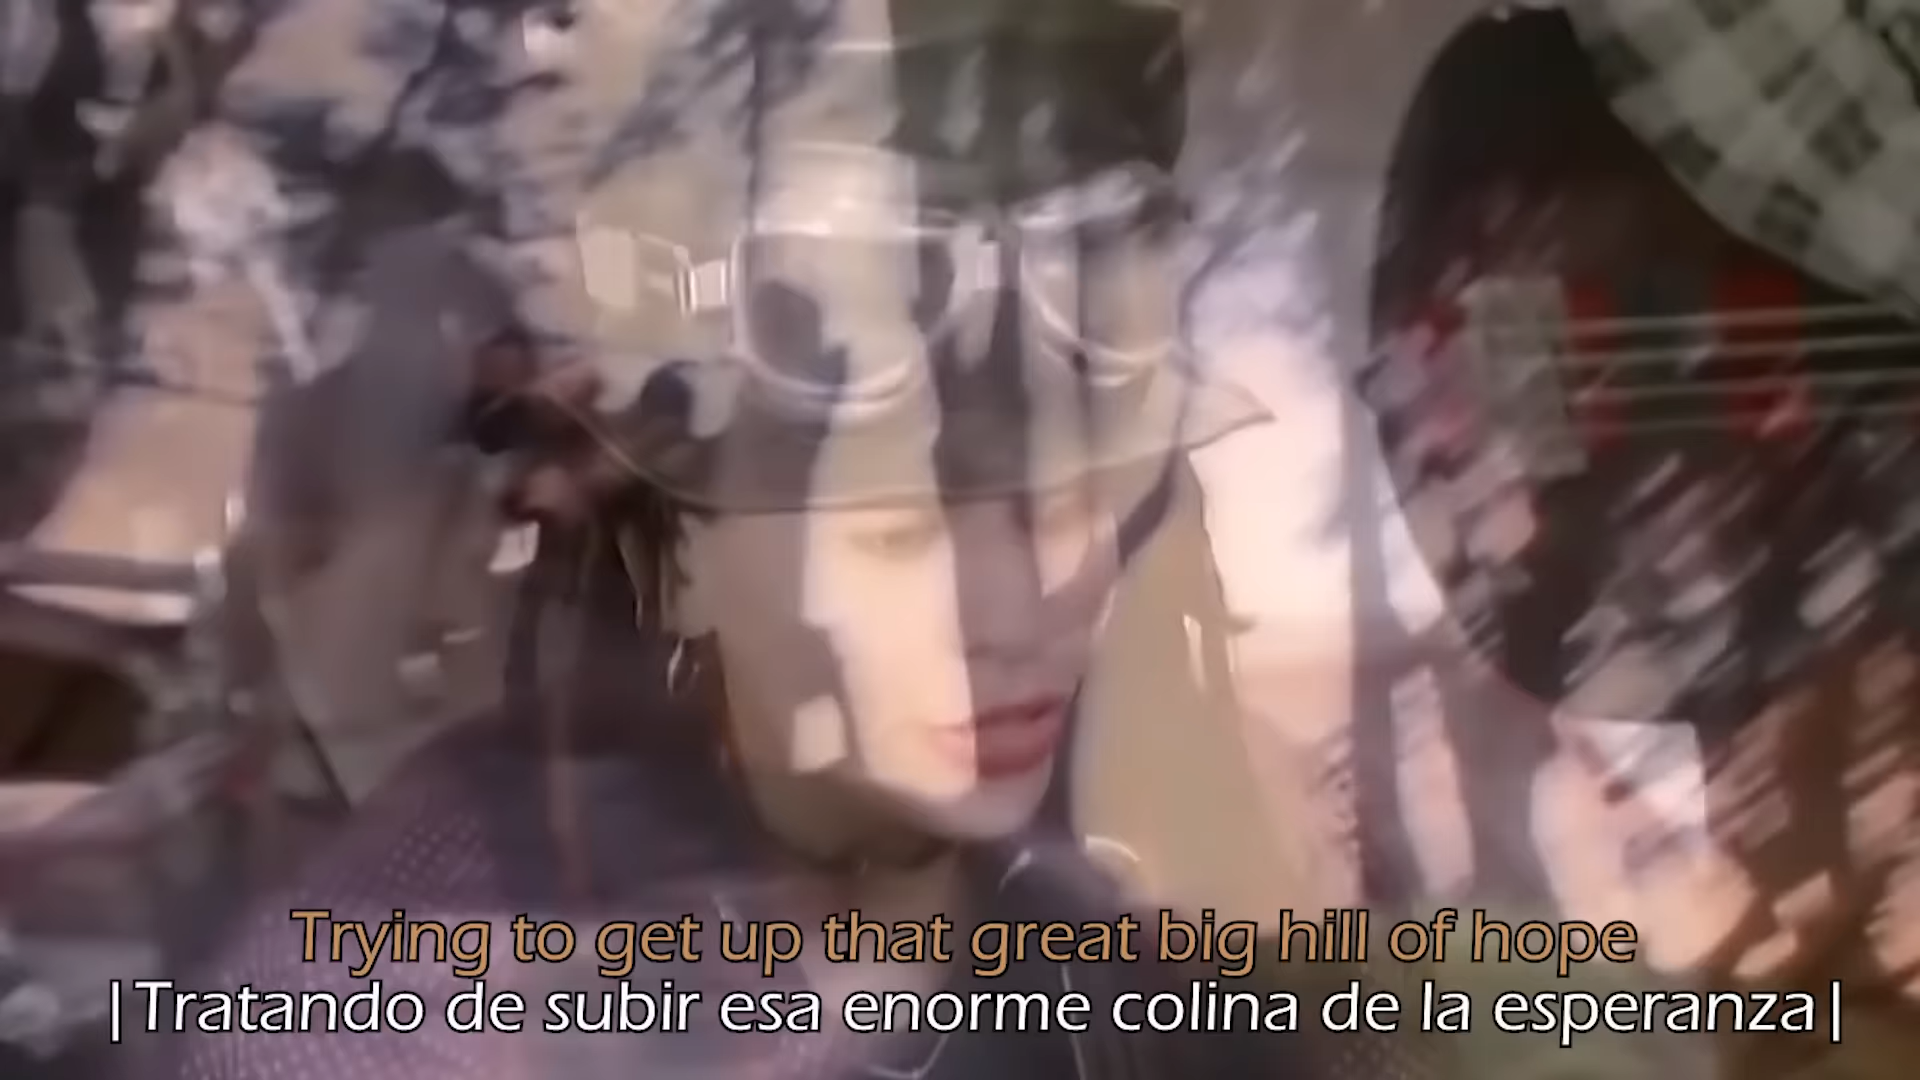 Trying to get up that great big hill of hope
|Tratando de subir esa enorme colina de la esperanza|